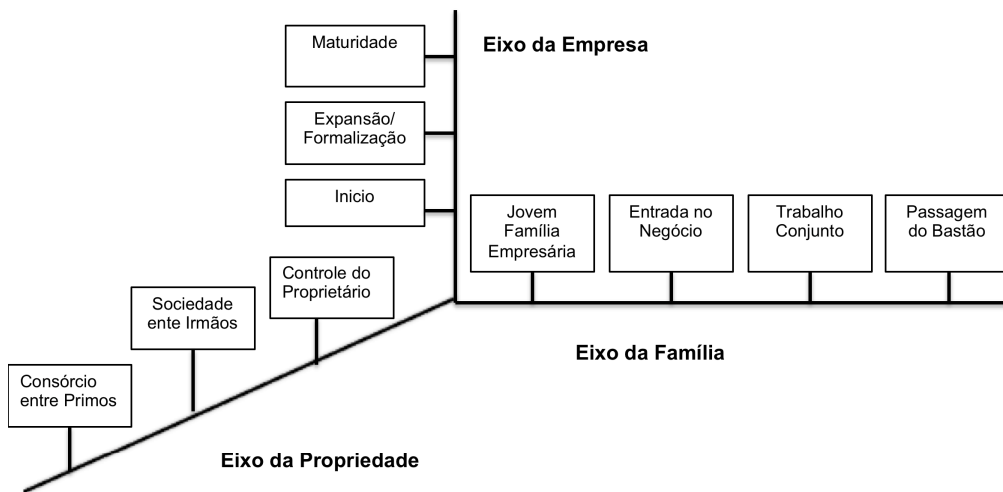 Maturidade
Eixo da Empresa
Expansão/
Formalização
Inicio
Jovem
Família
Empresária
Entrada no
Negócio
Trabalho
Conjunto
Passagem
do Bastão
Controle do
Proprietário
Sociedade
ente Irmãos
Consórcio
entre Primos
Eixo da Família
Eixo da Propriedade